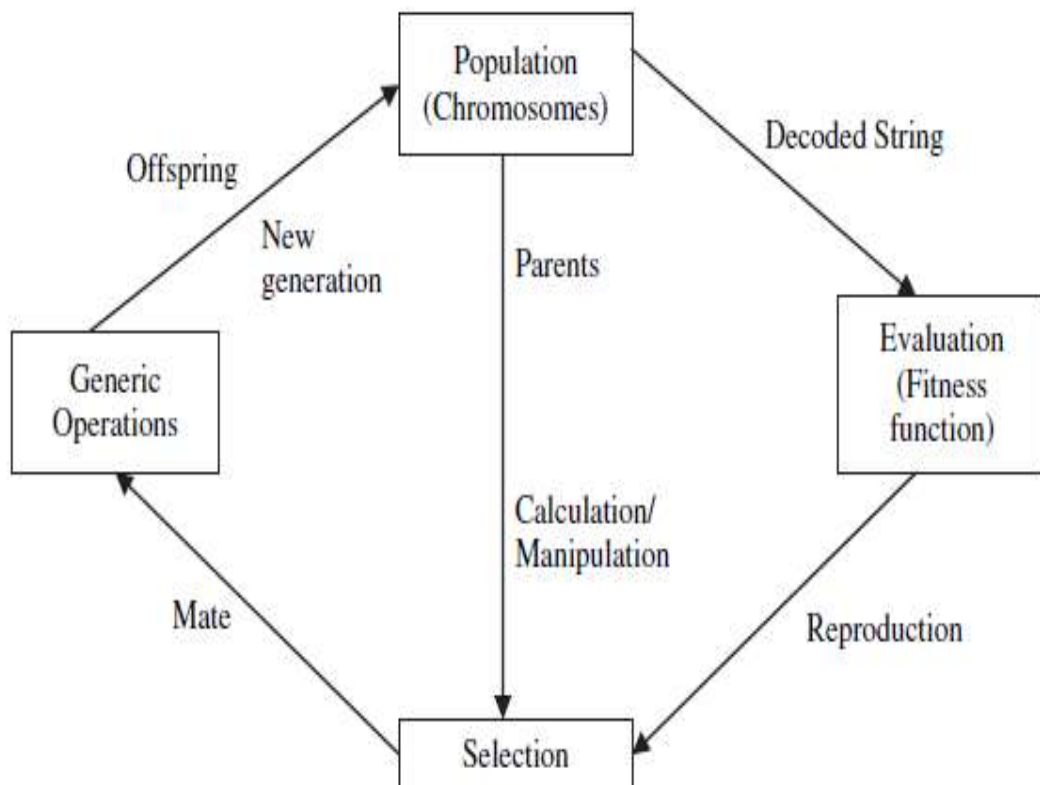 Population
(Chromosomes)
Offspring
Decoded String
New
generation
Parents
Generic
Operations
Evaluation
(Fitness
function)
Calculation/
Manipulation
Mate
Reproduction
Selection